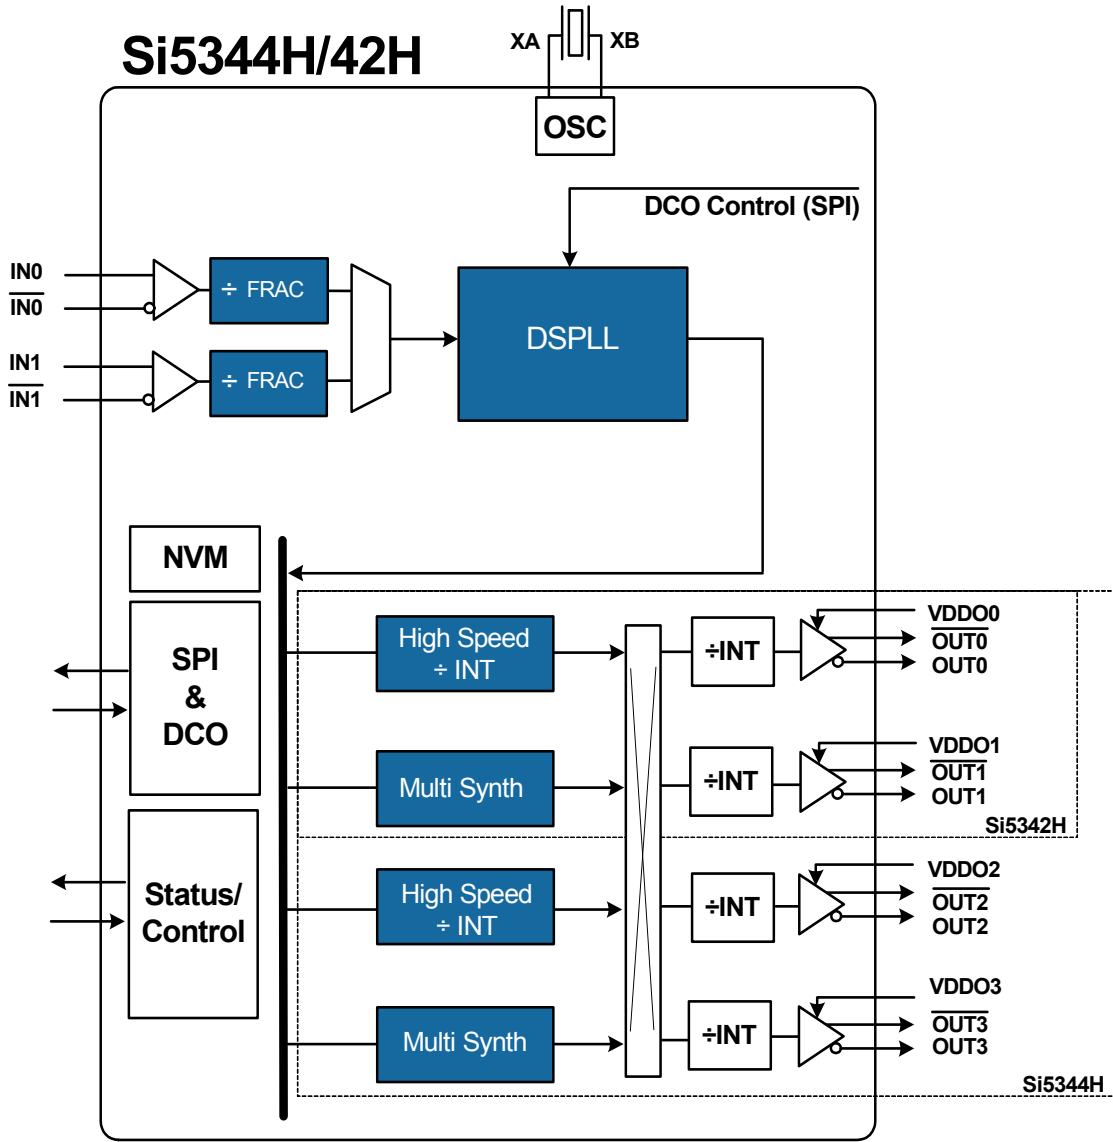 Si5344H/42H
XA
XB
OSC
DCO Control (SPI)
IN0
IN0
÷ FRAC
IN1
IN1
÷ FRAC
DSPLL
NVM
SPI
&
DCO
Status/
Control
High Speed
÷ INT
÷INT
VDDO0
OUT0
OUT0
Multi Synth
÷INT
VDDO1
OUT1
OUT1
Si5342H
High Speed
÷ INT
÷INT
VDDO2
OUT2
OUT2
Multi Synth
÷INT
VDDO3
OUT3
OUT3
Si5344H